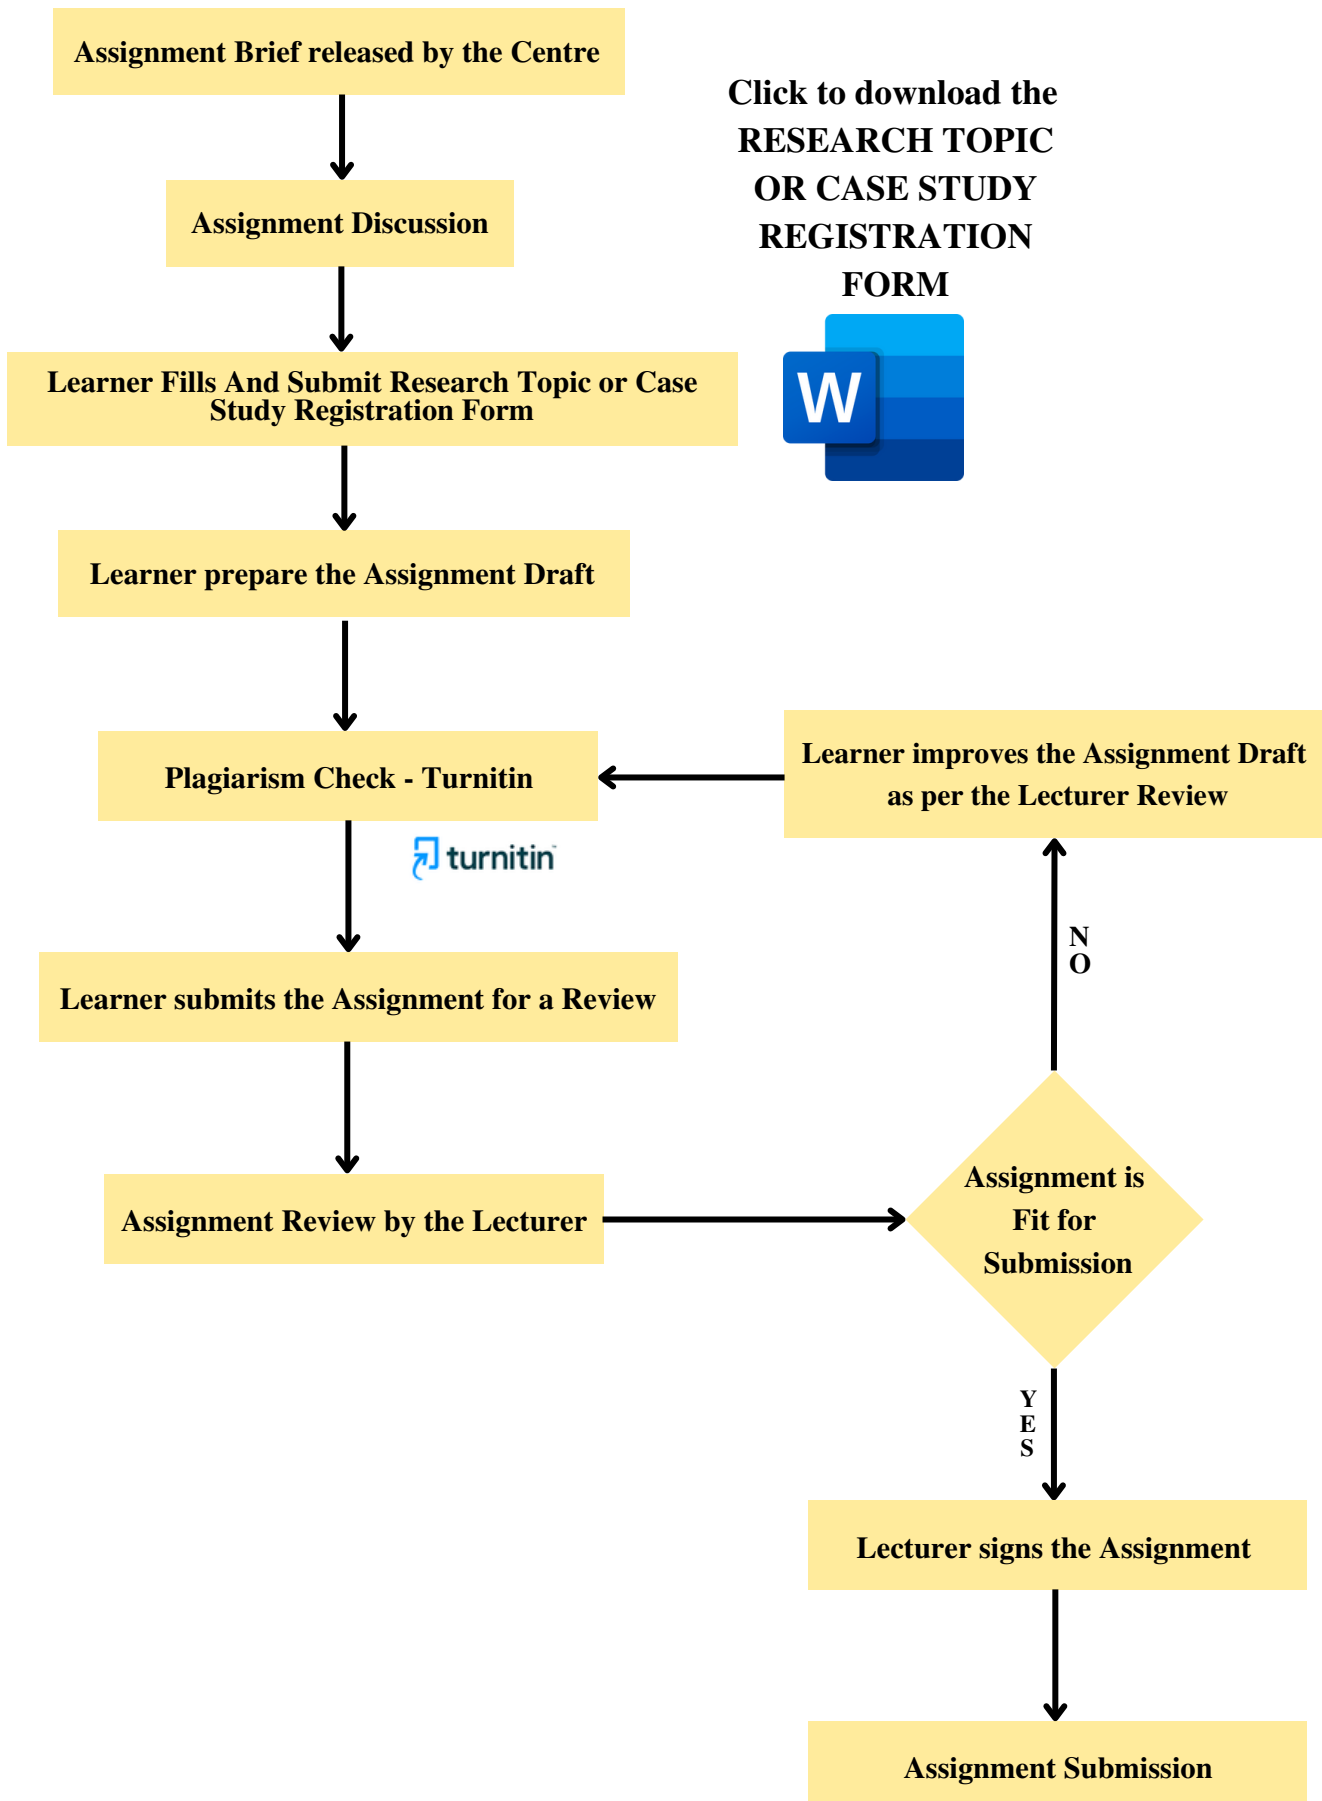 Assignment Brief released by the Centre
Click to download the
RESEARCH TOPIC
OR CASE STUDY
REGISTRATION
FORM
W
Assignment Discussion
Learner Fills And Submit Research Topic or Case
Study Registration Form
Learner prepare the Assignment Draft
Plagiarism Check - Turnitin
turnitin
Learner improves the Assignment Draft
as per the Lecturer Review
N
O
Learner submits the Assignment for a Review
Assignment Review by the Lecturer
Assignment is
Fit for
Submission
Y
E
S
Lecturer signs the Assignment
Assignment Submission